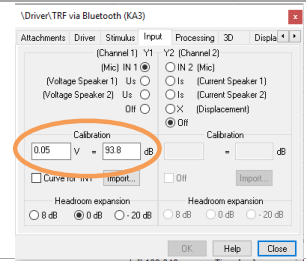 \Driver\TRF via Bluetooth (KA3)
Attachments Driver Stimulus Input Processing 3D Displa
(Channel 1) Y1 Y2 (Channel 2)
(Mic) IN 1 IN 2 (Mic)
(Voltage Speaker 1) Us Is (Current Speaker 1)
(Voltage Speaker 2) Us Is (Current Speaker 2)
Off X (Displacement)
Off
Calibration Calibration
0.05 V = 93.8 dB = dB
Curve for IN1 Import... Off Import...
Headroom expansion Headroom expansion
8 dB 0 dB - 20 dB 8 dB 0 dB - 20 dB
OK Help Close